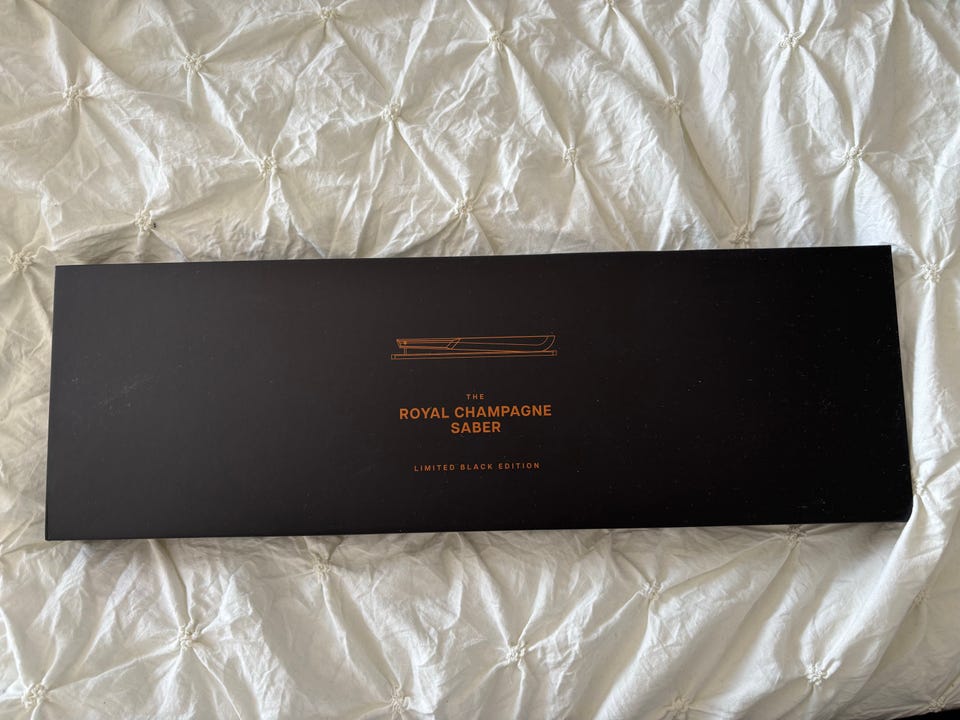 THE
ROYAL CHAMPAGNE
SABER
LIMITED BLACK EDITION